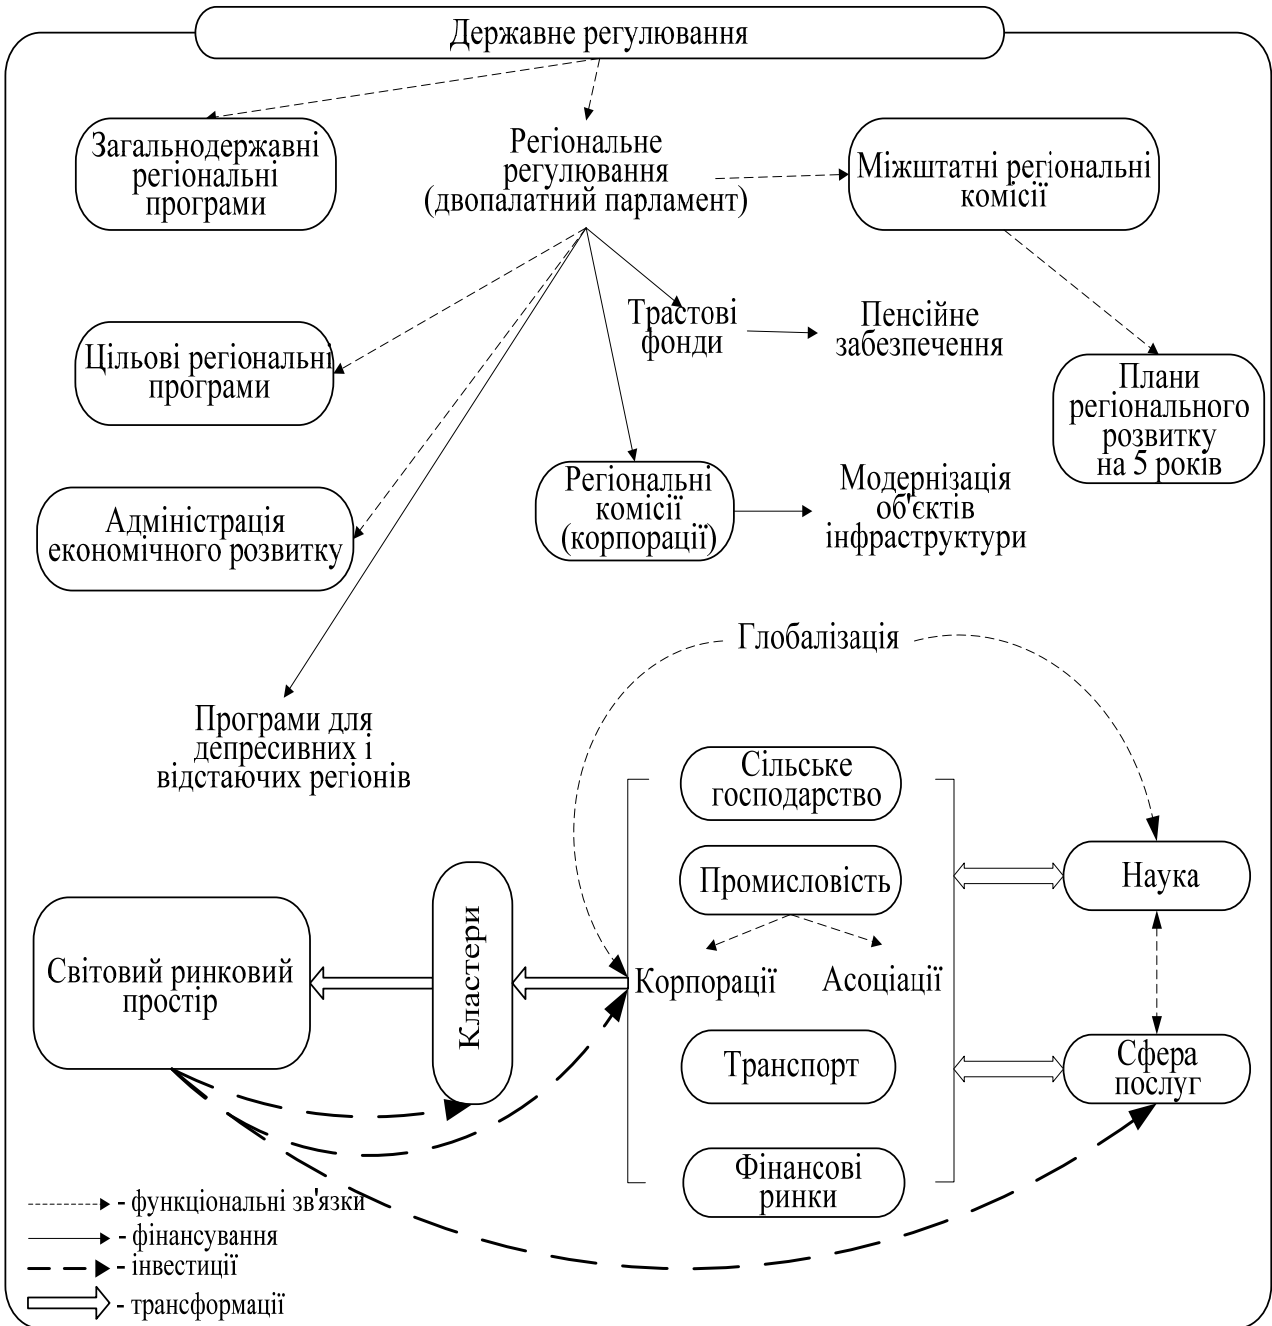 Державне регулювання
Загальнодержавні
регіональні
програми
Регіональне
регулювання
(двопалатний парламент)
Міжштатні регіональні
комісії
Трастові
фонди
Пенсійне
забезпечення
Цільові регіональні
програми
Плани
регіонального
розвитку
на 5 років
Регіональні
комісії
(корпорації)
Модернізація
об'єктів
інфраструктури
Адміністрація
економічного розвитку
Глобалізація
Програми для
депресивних і
відстаючих регіонів
Сільське
господарство
Промисловість
Наука
Світовий ринковий
простір
Кластери
Корпорації
Асоціації
Транспорт
Сфера
послуг
Фінансові
ринки
- функціональні зв'язки
- фінансування
- інвестиції
- трансформації